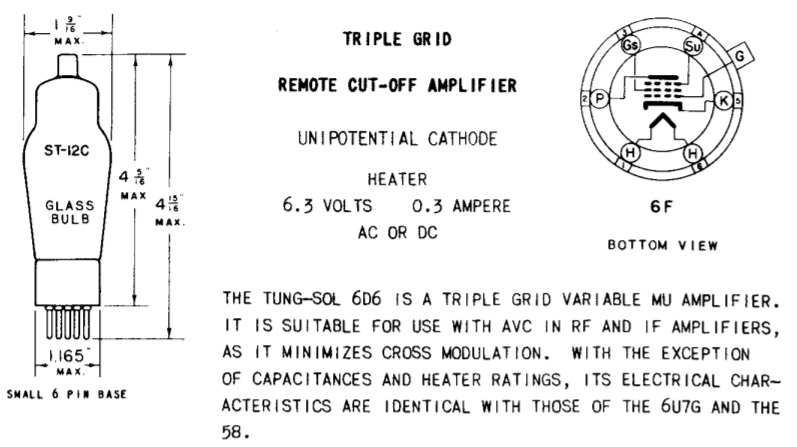 1 9/16"
MAX.
ST-12C
GLASS
BULB
4 5/16"
MAX
4 15/16"
MAX.
1.165"
MAX.
SMALL 6 PIN BASE
TRIPLE GRID
REMOTE CUT-OFF AMPLIFIER
UNIPOTENTIAL CATHODE
HEATER
6.3 VOLTS 0.3 AMPERE
AC OR DC
3 4
Gs Su G
2 P K 5
H H
1 6
6F
BOTTOM VIEW
THE TUNG-SOL 6D6 IS A TRIPLE GRID VARIABLE MU AMPLIFIER.
IT IS SUITABLE FOR USE WITH AVC IN RF AND IF AMPLIFIERS,
AS IT MINIMIZES CROSS MODULATION. WITH THE EXCEPTION
OF CAPACITANCES AND HEATER RATINGS, ITS ELECTRICAL CHAR-
ACTERISTICS ARE IDENTICAL WITH THOSE OF THE 6U7G AND THE
58.